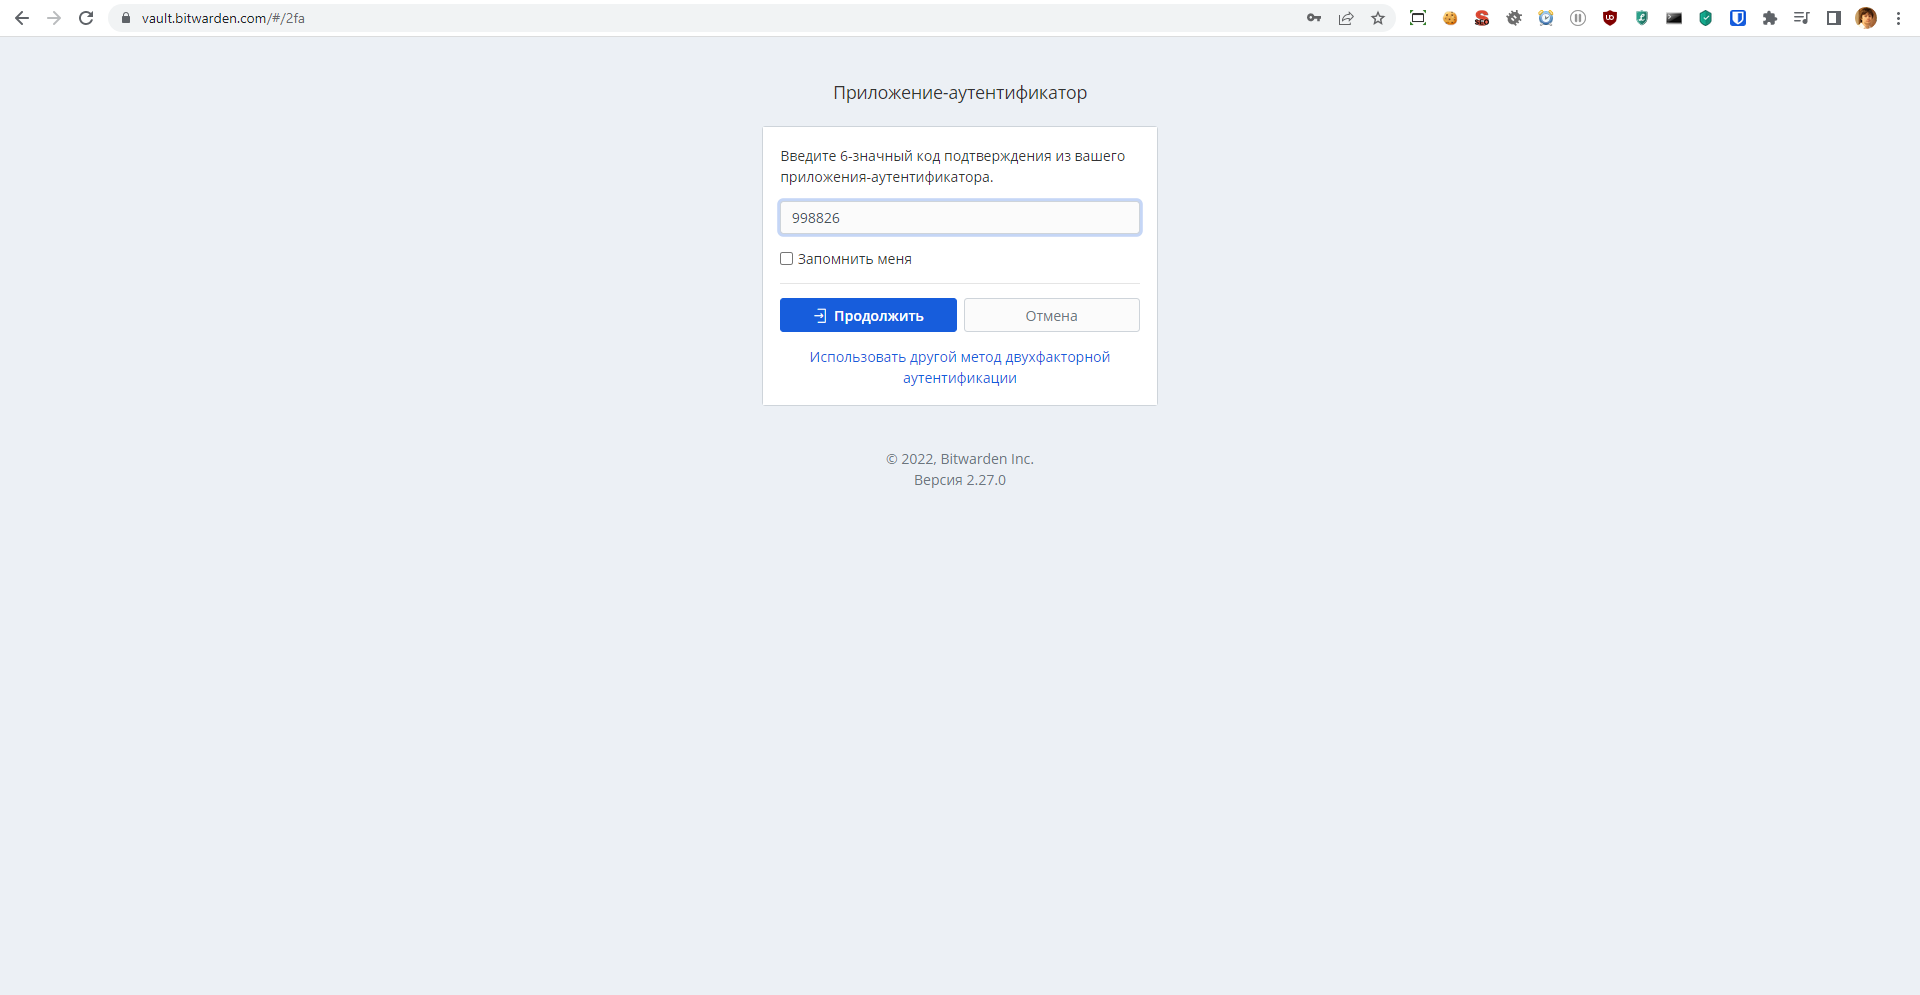 vault.bitwarden.com/#/2fa
Приложение-аутентификатор
Введите 6-значный код подтверждения из вашего
приложения-аутентификатора.
998826
Запомнить меня
Продолжить
Отмена
Использовать другой метод двухфакторной
аутентификации
© 2022, Bitwarden Inc.
Версия 2.27.0